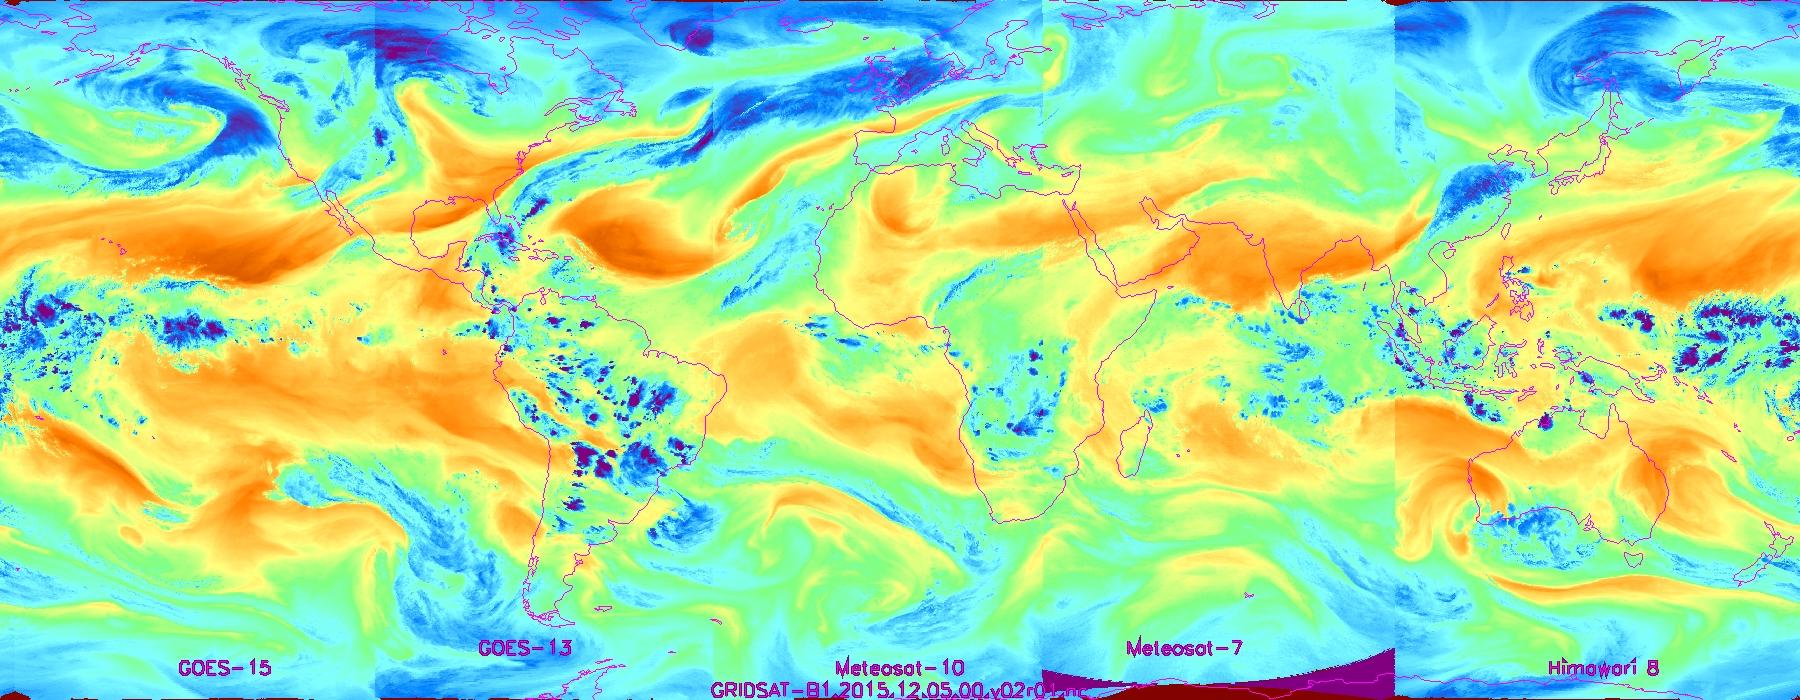 GOES-13
Meteosat-7
GOES-15
Meteosat-10
Himawari 8
GRIDSAT-B1.2015.12.05.00.v02r01.nc